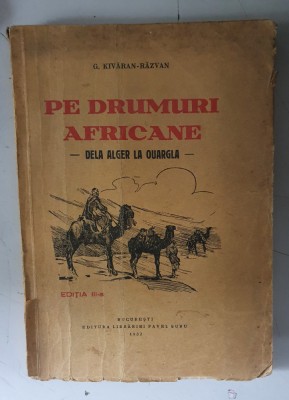 G. KIVĂRAN-RĂZVAN
PE DRUMURI
AFRICANE
— DELA ALGER LA OUARGLA —
EDIȚIA II-a
BUCUREȘTI
EDITURA LIBRĂRIEI PAVEL SURU